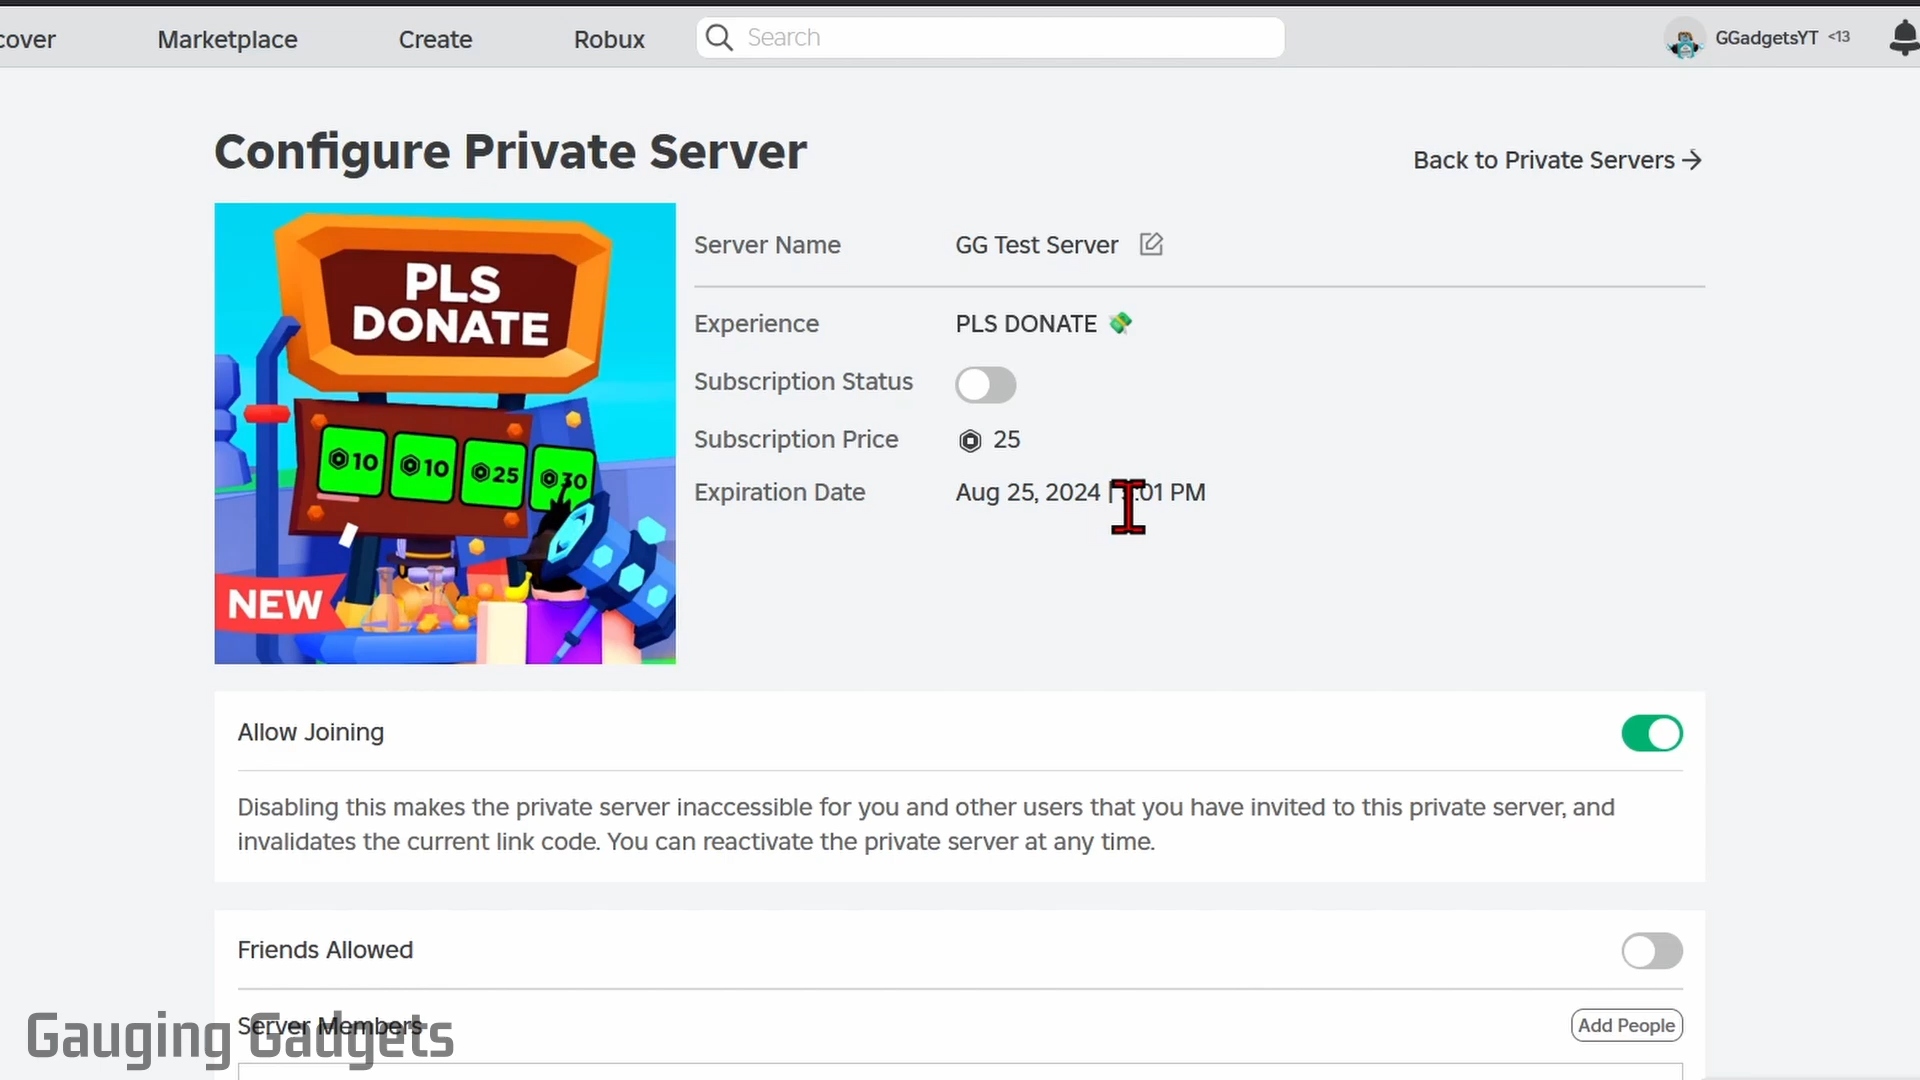 cover Marketplace Create Robux Search GGadgetsYT <13
Configure Private Server
Back to Private Servers →
PLS
DONATE
10 10 25 30
NEW
Server Name GG Test Server
Experience PLS DONATE 💸
Subscription Status
Subscription Price 25
Expiration Date Aug 25, 2024 | :01 PM
Allow Joining
Disabling this makes the private server inaccessible for you and other users that you have invited to this private server, and
invalidates the current link code. You can reactivate the private server at any time.
Friends Allowed
Server Members
Add People
Gauging Gadgets